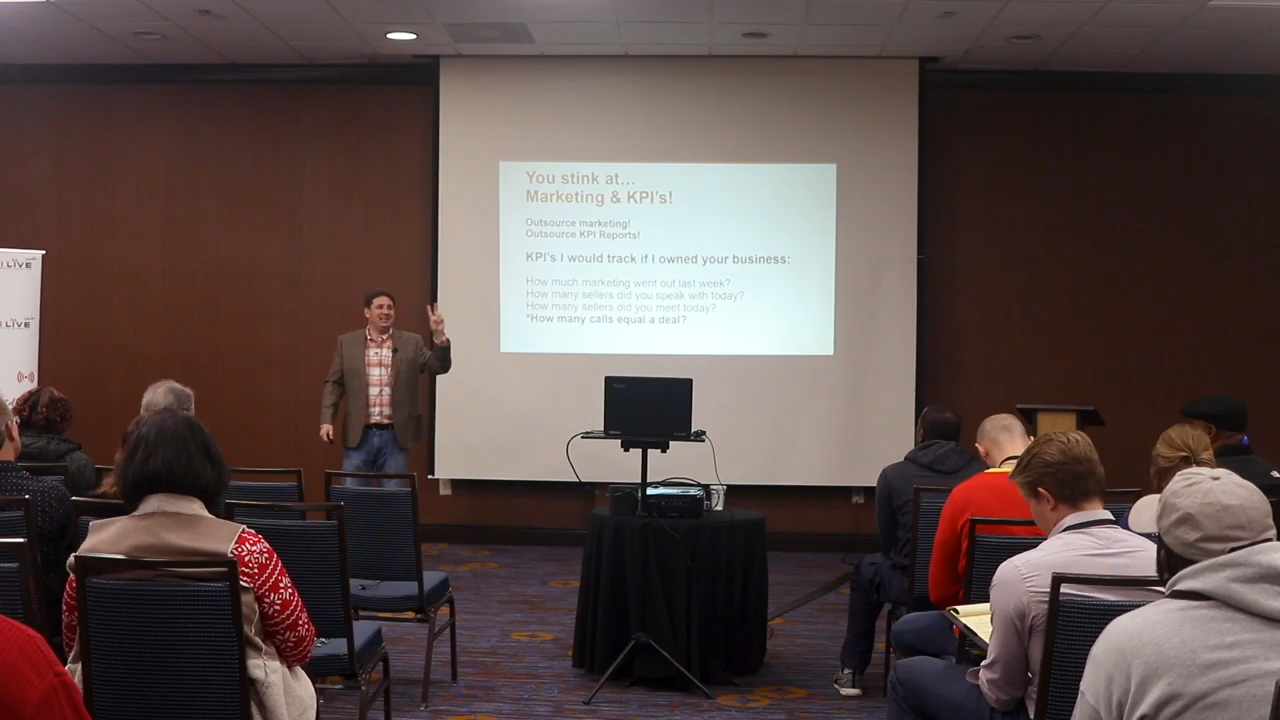 You stink at…
Marketing & KPI's!
Outsource marketing!
Outsource KPI Reports!
KPI's I would track if I owned your business:
How much marketing went out last week?
How many sellers did you speak with today?
How many sellers did you meet today?
*How many calls equal a deal?
LIVE
LIVE